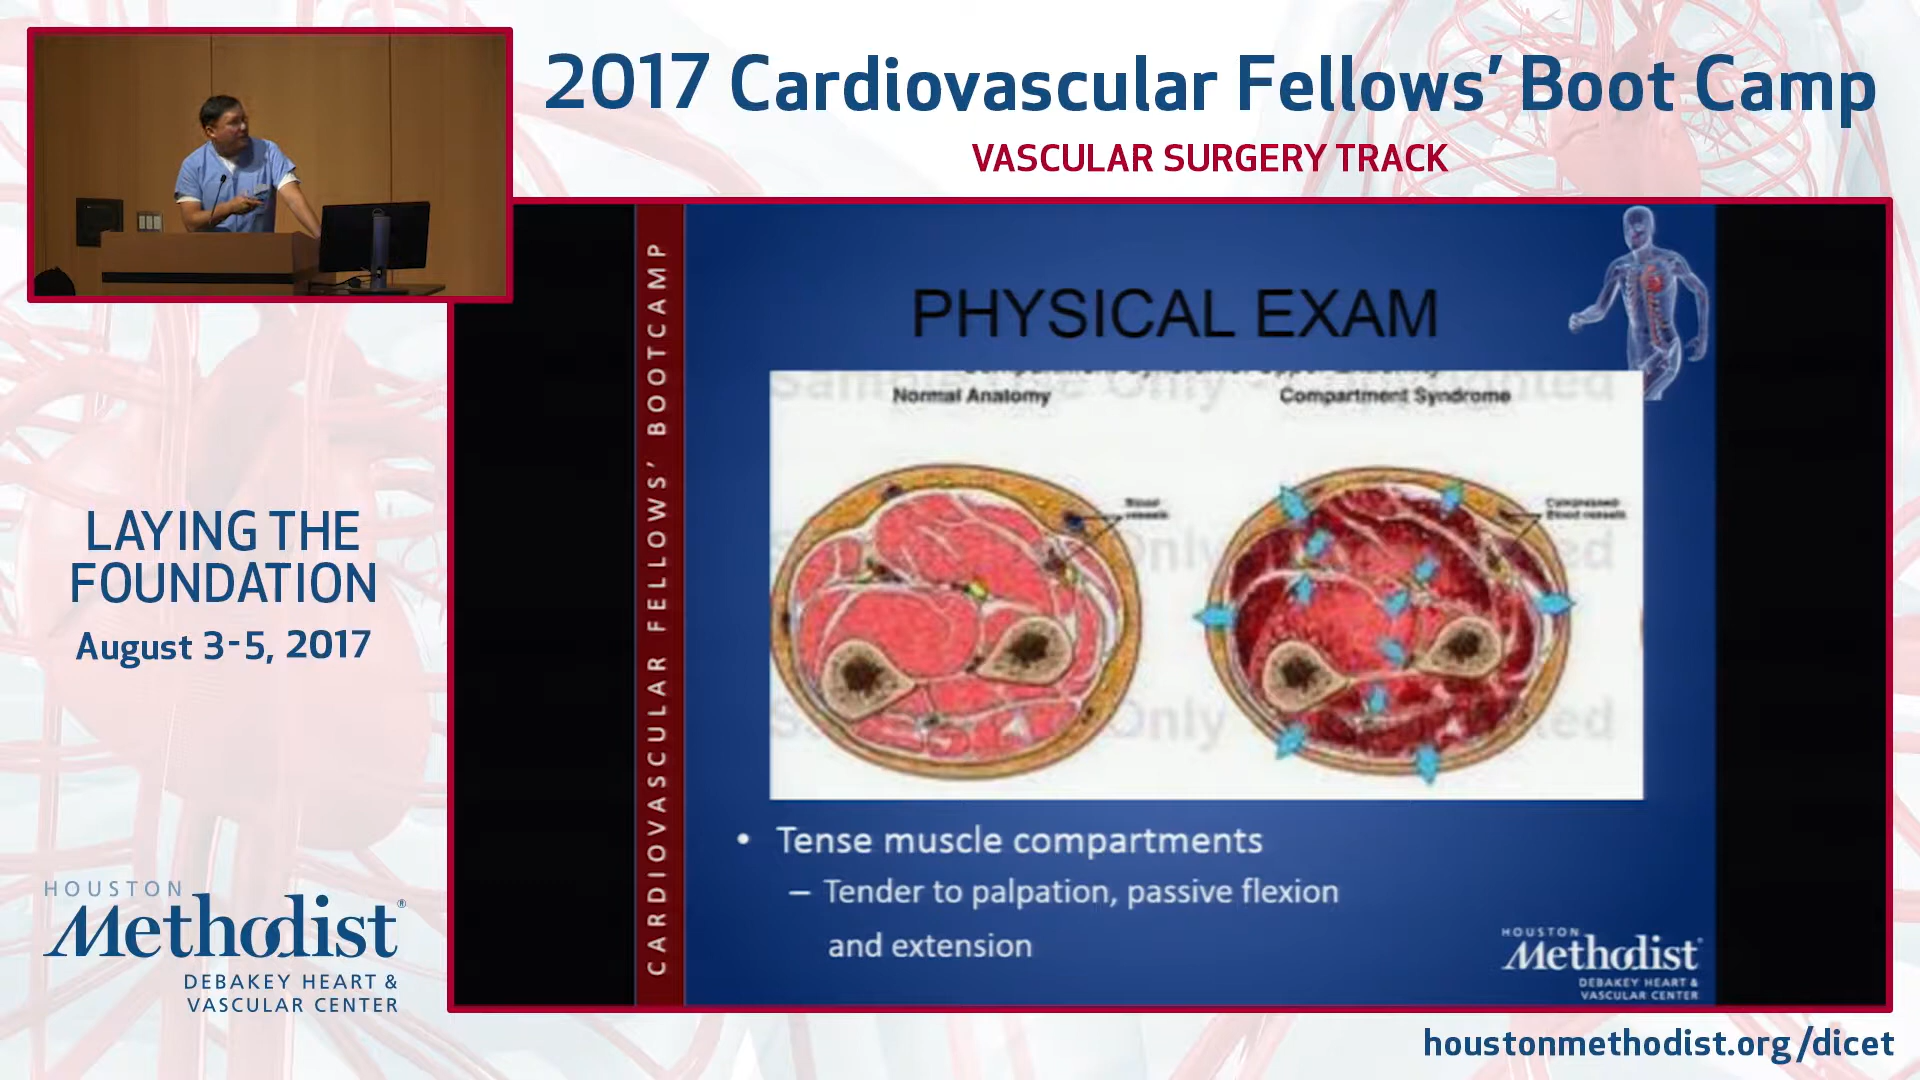 2017 Cardiovascular Fellows' Boot Camp
VASCULAR SURGERY TRACK
LAYING THE
FOUNDATION
August 3-5, 2017
HOUSTON
Methodist®
DEBAKEY HEART &
VASCULAR CENTER
CARDIOVASCULAR FELLOWS' BOOTCAMP
PHYSICAL EXAM
Normal Anatomy
Compartment Syndrome
Blood
vessels
Compressed
Blood vessels
• Tense muscle compartments
– Tender to palpation, passive flexion
and extension
HOUSTON
Methodist
DEBAKEY HEART &
VASCULAR CENTER
houstonmethodist.org/dicet